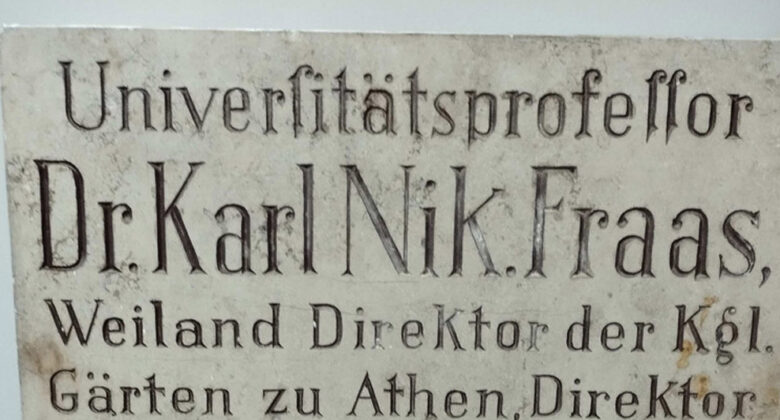 Univerſitätsprofeſſor
Dr. Karl Nik. Fraas,
Weiland Direktor der Kgl.
Gärten zu Athen, Direktor